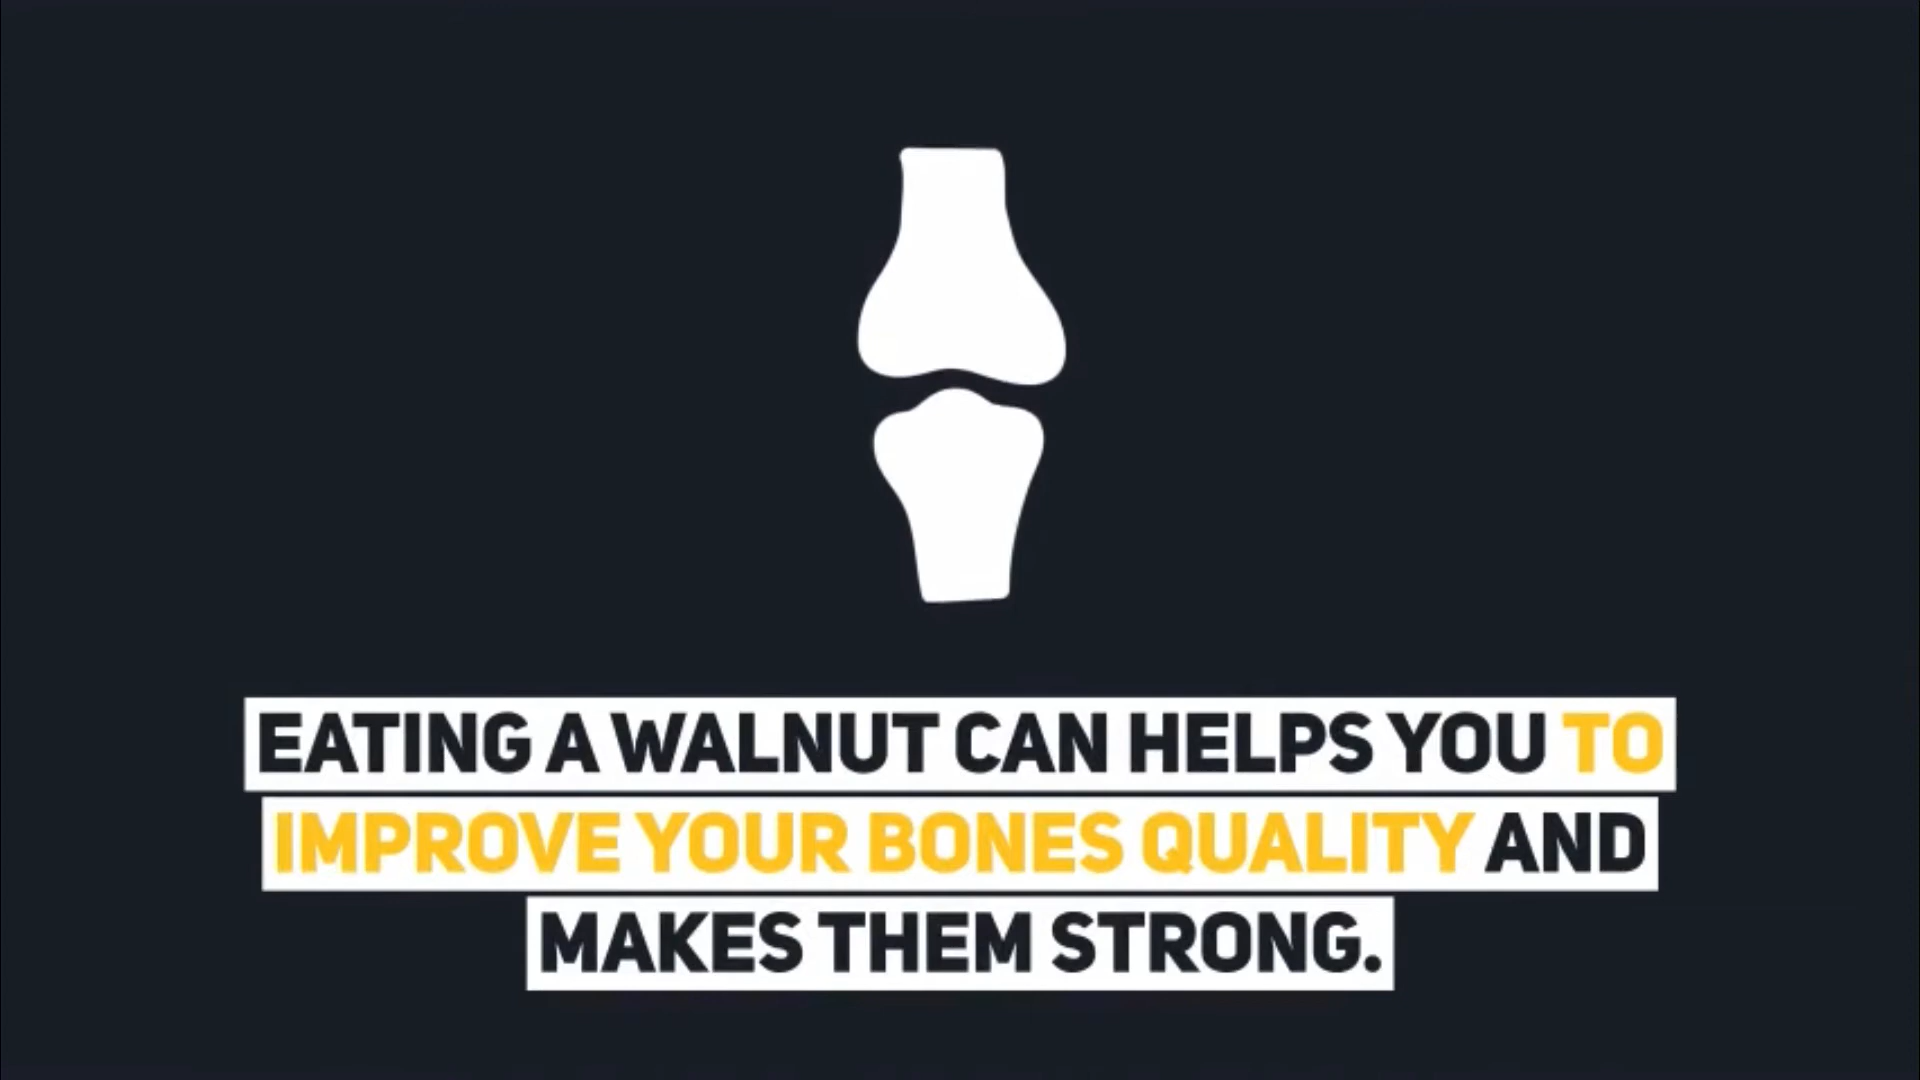 EATING A WALNUT CAN HELPS YOU TO
IMPROVE YOUR BONES QUALITY AND
MAKES THEM STRONG.